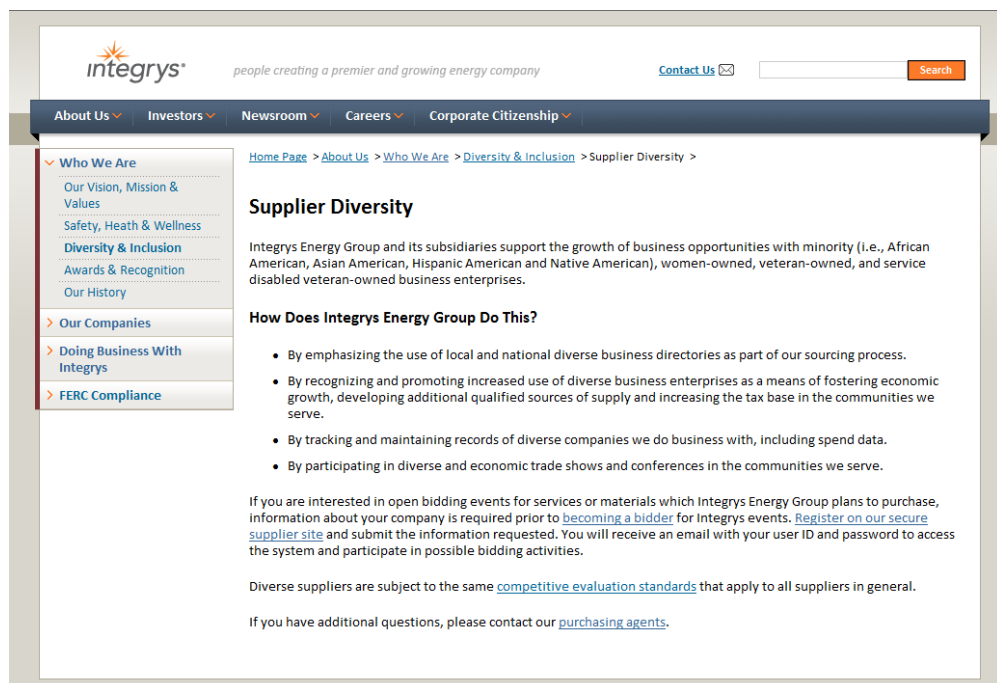 integrys
people creating a premier and growing energy company
Contact Us
Search
About Us
Investors
Newsroom
Careers
Corporate Citizenship
Who We Are
Our Vision, Mission &
Values
Safety, Heath & Wellness
Diversity & Inclusion
Awards & Recognition
Our History
Our Companies
Doing Business With
Integrys
FERC Compliance
Home Page > About Us > Who We Are > Diversity & Inclusion > Supplier Diversity >
Supplier Diversity
Integrys Energy Group and its subsidiaries support the growth of business opportunities with minority (i.e., African
American, Asian American, Hispanic American and Native American), women-owned, veteran-owned, and service
disabled veteran-owned business enterprises.
How Does Integrys Energy Group Do This?
• By emphasizing the use of local and national diverse business directories as part of our sourcing process.
• By recognizing and promoting increased use of diverse business enterprises as a means of fostering economic
growth, developing additional qualified sources of supply and increasing the tax base in the communities we
serve.
• By tracking and maintaining records of diverse companies we do business with, including spend data.
• By participating in diverse and economic trade shows and conferences in the communities we serve.
If you are interested in open bidding events for services or materials which Integrys Energy Group plans to purchase,
information about your company is required prior to becoming a bidder for Integrys events. Register on our secure
supplier site and submit the information requested. You will receive an email with your user ID and password to access
the system and participate in possible bidding activities.
Diverse suppliers are subject to the same competitive evaluation standards that apply to all suppliers in general.
If you have additional questions, please contact our purchasing agents.